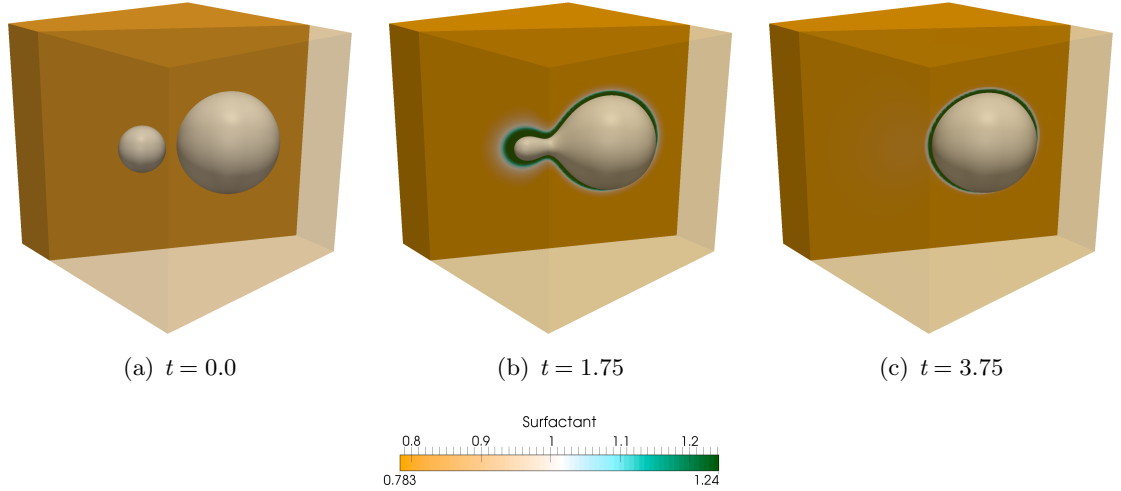 (a) t = 0.0
(b) t = 1.75
(c) t = 3.75
Surfactant
0.8 0.9 1 1.1 1.2
0.783 1.24